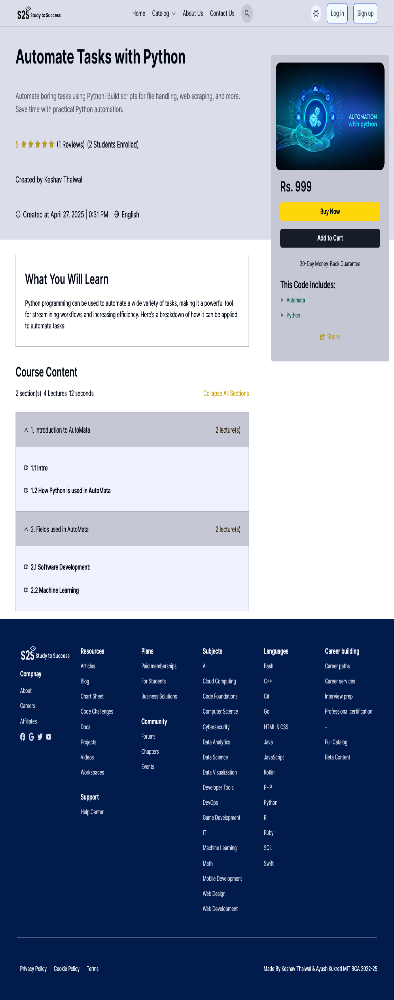 S2S Study to Success
Home Catalog About Us Contact Us
Log in Sign up
Automate Tasks with Python
Automate boring tasks using Python! Build scripts for file handling, web scraping, and more.
Save time with practical Python automation.
5 (1 Reviews) (2 Students Enrolled)
Created by Keshav Thalwal
Created at April 27, 2025 | 0:31 PM English
AUTOMATION
with python
Rs. 999
Buy Now
Add to Cart
30-Day Money-Back Guarantee
This Code Includes:
Automata
Python
Share
What You Will Learn
Python programming can be used to automate a wide variety of tasks, making it a powerful tool
for streamlining workflows and increasing efficiency. Here's a breakdown of how it can be applied
to automate tasks:
Course Content
2 section(s) 4 Lectures 12 seconds
Collapse All Sections
1. Introduction to AutoMata 2 lecture(s)
1.1 Intro
1.2 How Python is used in AutoMata
2. Fields used in AutoMata 2 lecture(s)
2.1 Software Development:
2.2 Machine Learning
S2S Study to Success
Compnay
About
Careers
Affiliates
Resources
Articles
Blog
Chart Sheet
Code Challenges
Docs
Projects
Videos
Workspaces
Support
Help Center
Plans
Paid memberships
For Students
Business Solutions
Community
Forums
Chapters
Events
Subjects
AI
Cloud Computing
Code Foundations
Computer Science
Cybersecurity
Data Analytics
Data Science
Data Visualization
Developer Tools
DevOps
Game Development
IT
Machine Learning
Math
Mobile Development
Web Design
Web Development
Languages
Bash
C++
C#
Go
HTML & CSS
Java
JavaScript
Kotlin
PHP
Python
R
Ruby
SQL
Swift
Career building
Career paths
Career services
Interview prep
Professional certification
-
Full Catalog
Beta Content
Privacy Policy Cookie Policy Terms
Made By Keshav Thalwal & Ayush Kukreti MIT BCA 2022-25